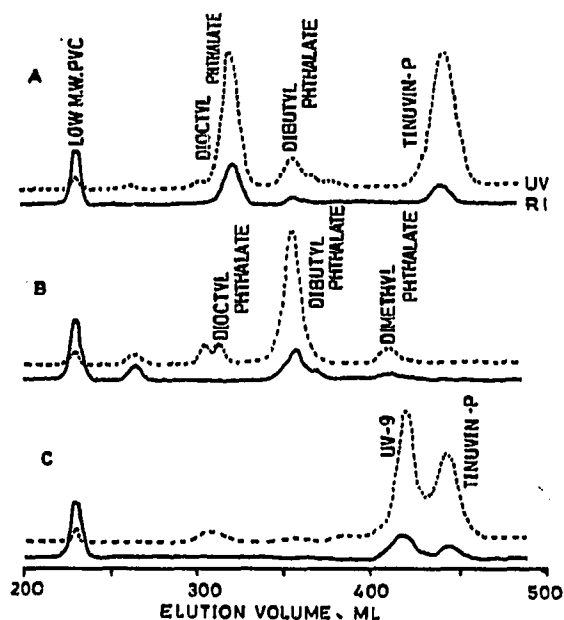 A
LOW M.W. PVC
DIOCTYL
PHTHALATE
DIBUTYL
PHTHALATE
TINUVIN-P
UV
RI
B
DIOCTYL
PHTHALATE
DIBUTYL
PHTHALATE
DIMETHYL
PHTHALATE
C
UV-9
TINUVIN-P
200
300
400
500
ELUTION VOLUME, ML